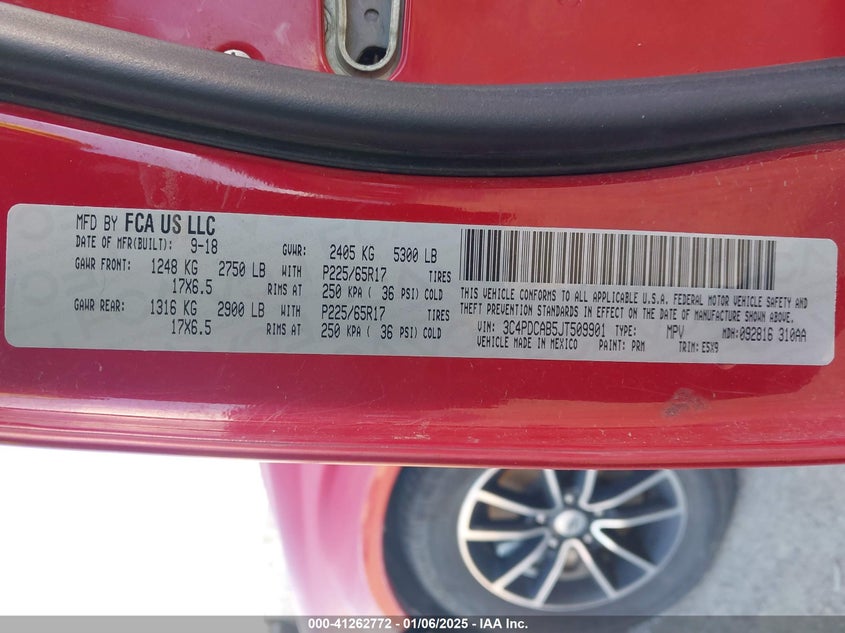 MFD BY FCA US LLC
DATE OF MFR(BUILT): 9-18 GVWR: 2405 KG 5300 LB
GAWR FRONT: 1248 KG 2750 LB WITH P225/65R17 TIRES
17X6.5 RIMS AT 250 KPA ( 36 PSI) COLD
GAWR REAR: 1316 KG 2900 LB WITH P225/65R17 TIRES
17X6.5 RIMS AT 250 KPA ( 36 PSI) COLD
THIS VEHICLE CONFORMS TO ALL APPLICABLE U.S.A. FEDERAL MOTOR VEHICLE SAFETY AND
THEFT PREVENTION STANDARDS IN EFFECT ON THE DATE OF MANUFACTURE SHOWN ABOVE.
VIN: 3C4PDCAB5JT509901 TYPE: MPV MDH:092816 310AA
VEHICLE MADE IN MEXICO PAINT: PRM TRIM: E5X9
000-41262772 - 01/06/2025 - IAA Inc.